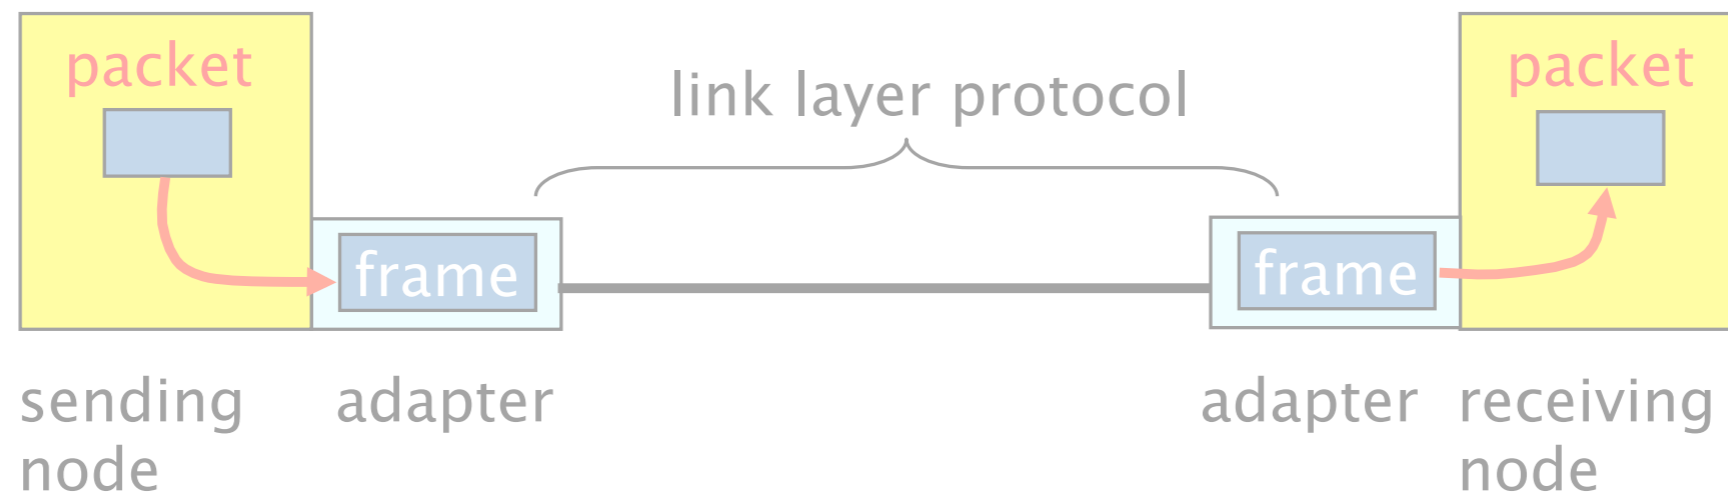 packet
link layer protocol
packet
frame
frame
sending
node
adapter
adapter
receiving
node